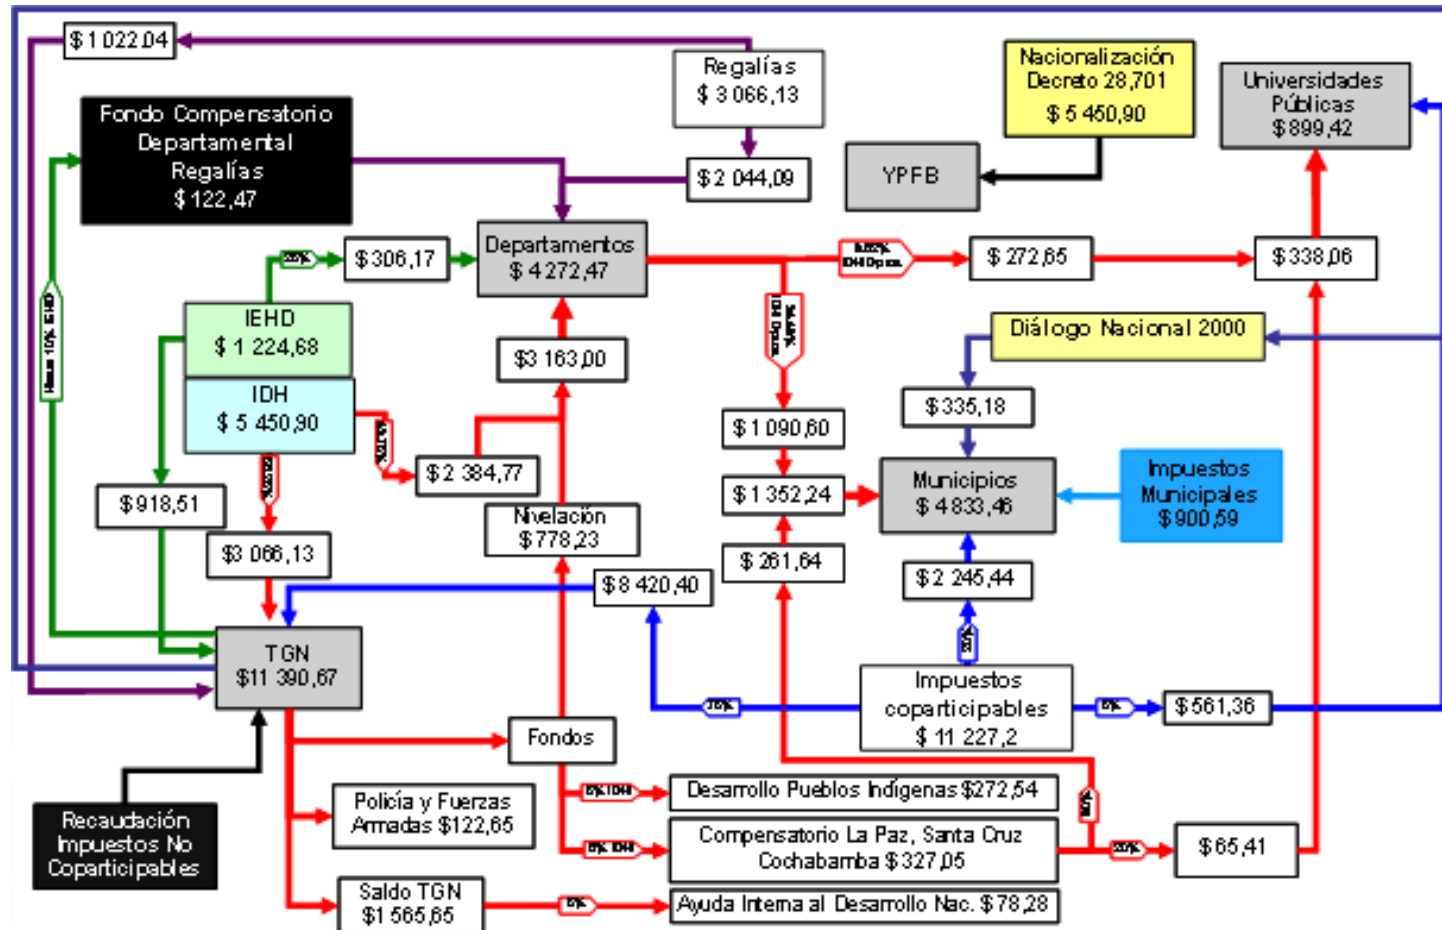 $ 1 022,04
Regalías
$ 3 066,13
Nacionalización
Decreto 28,701
$ 5 450,90
Universidades
Públicas
$ 899,42
Fondo Compensatorio
Departamental
Regalías
$ 122,47
$ 2 044,09
YPFB
Departamentos
$ 4 272,47
$ 306,17
$ 272,65
$ 338,06
IEHD
$ 1 224,68
Diálogo Nacional 2000
$3 163,00
IDH
$ 5 450,90
$ 335,18
$ 1 090,60
$ 2 384,77
$ 1 352,24
Municipios
$ 4 833,46
Impuestos
Municipales
$ 900,59
$ 918,51
Nivelación
$ 778,23
$3 066,13
$ 261,64
$ 8 420,40
$ 2 245,44
TGN
$11 390,67
Impuestos
coparticipables
$ 11 227,2
$ 561,36
Fondos
Desarrollo Pueblos Indígenas $272,54
Policía y Fuerzas
Armadas $122,65
Recaudación
Impuestos No
Coparticipables
Compensatorio La Paz, Santa Cruz
Cochabamba $ 327,05
$ 65,41
Saldo TGN
$1 565,65
Ayuda Interna al Desarrollo Nac. $ 78,28